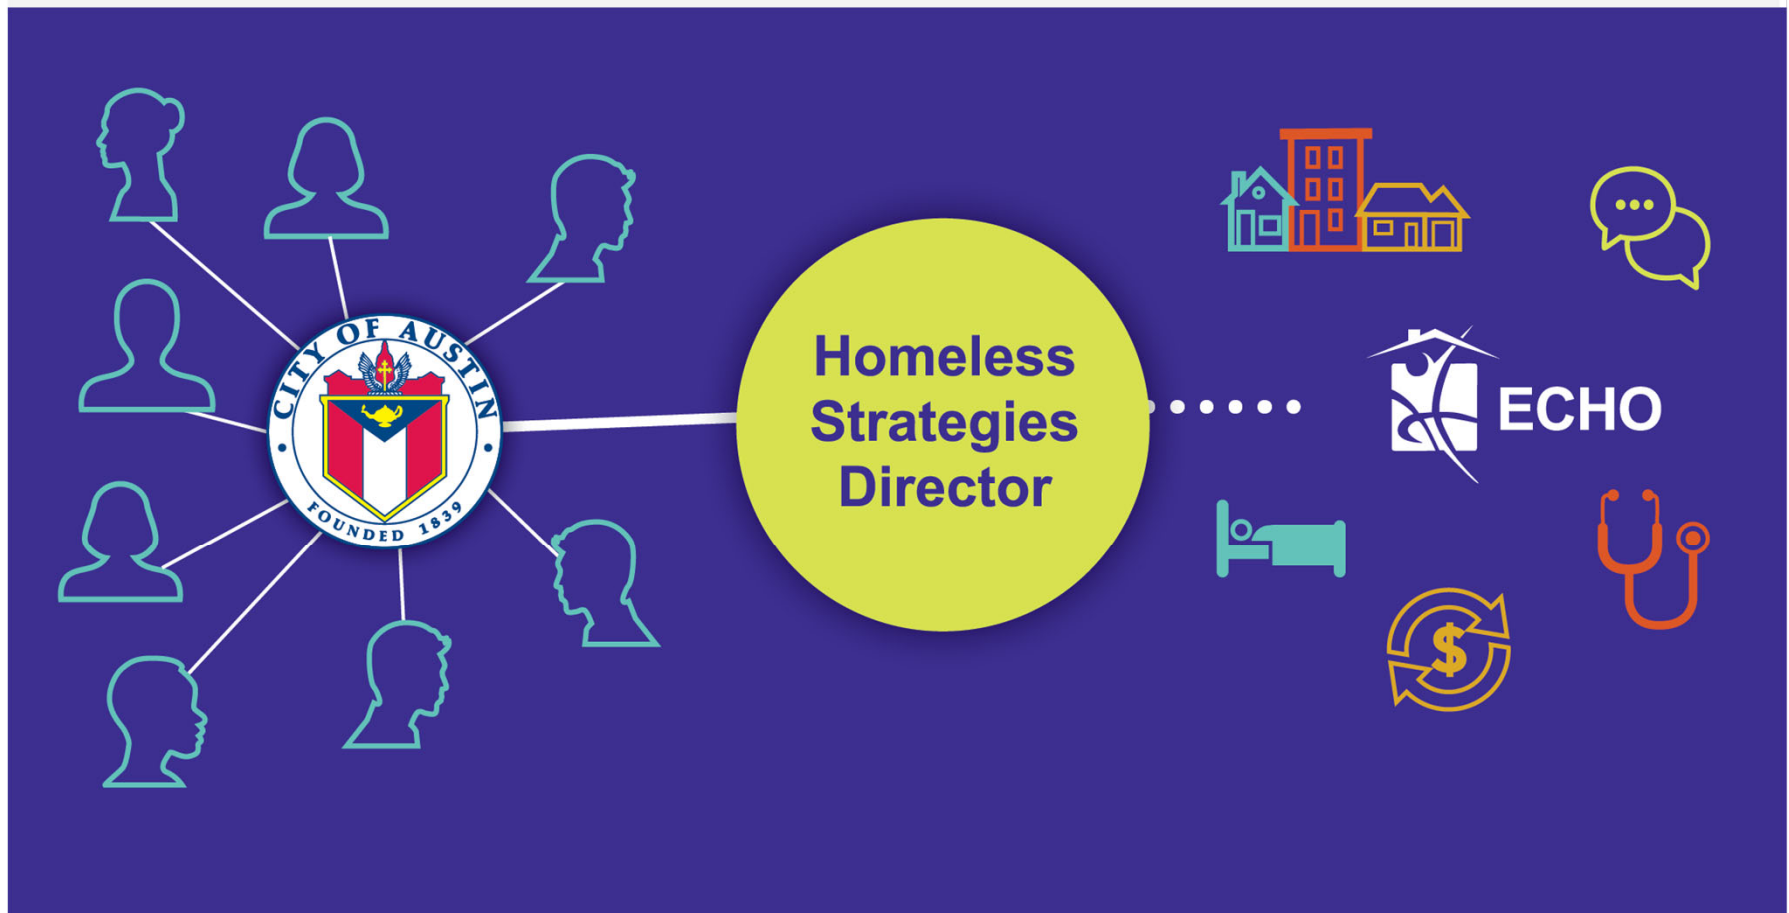 CITY OF AUSTIN
FOUNDED 1839
Homeless
Strategies
Director
ECHO
$